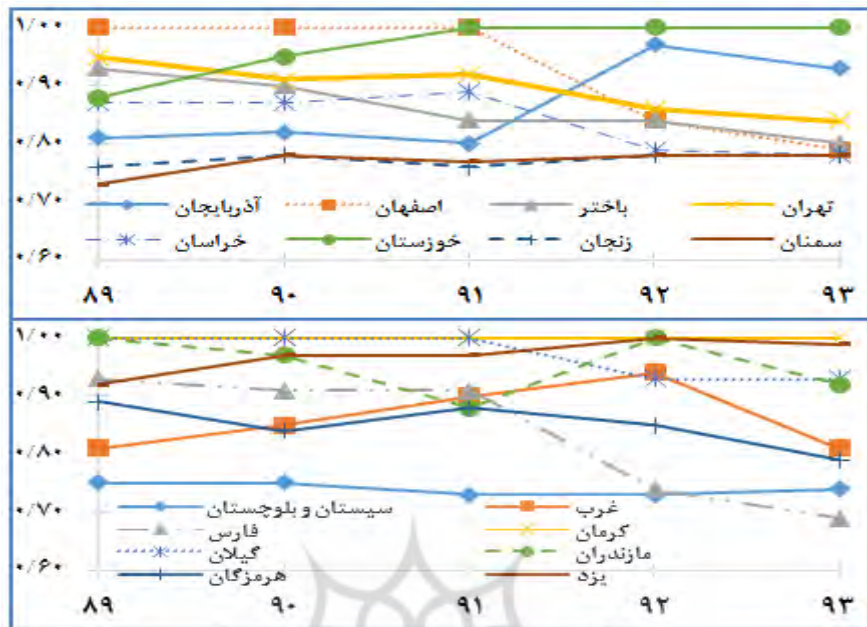 ۱/۰۰
۰/۹۰
۰/۸۰
۰/۷۰
۰/۶۰
آذربایجان اصفهان باختر تهران
خراسان خوزستان زنجان سمنان
۸۹ ۹۰ ۹۱ ۹۲ ۹۳
۱/۰۰
۰/۹۰
۰/۸۰
۰/۷۰
۰/۶۰
سیستان و بلوچستان غرب
فارس کرمان
گیلان مازندران
هرمزگان یزد
۸۹ ۹۰ ۹۱ ۹۲ ۹۳